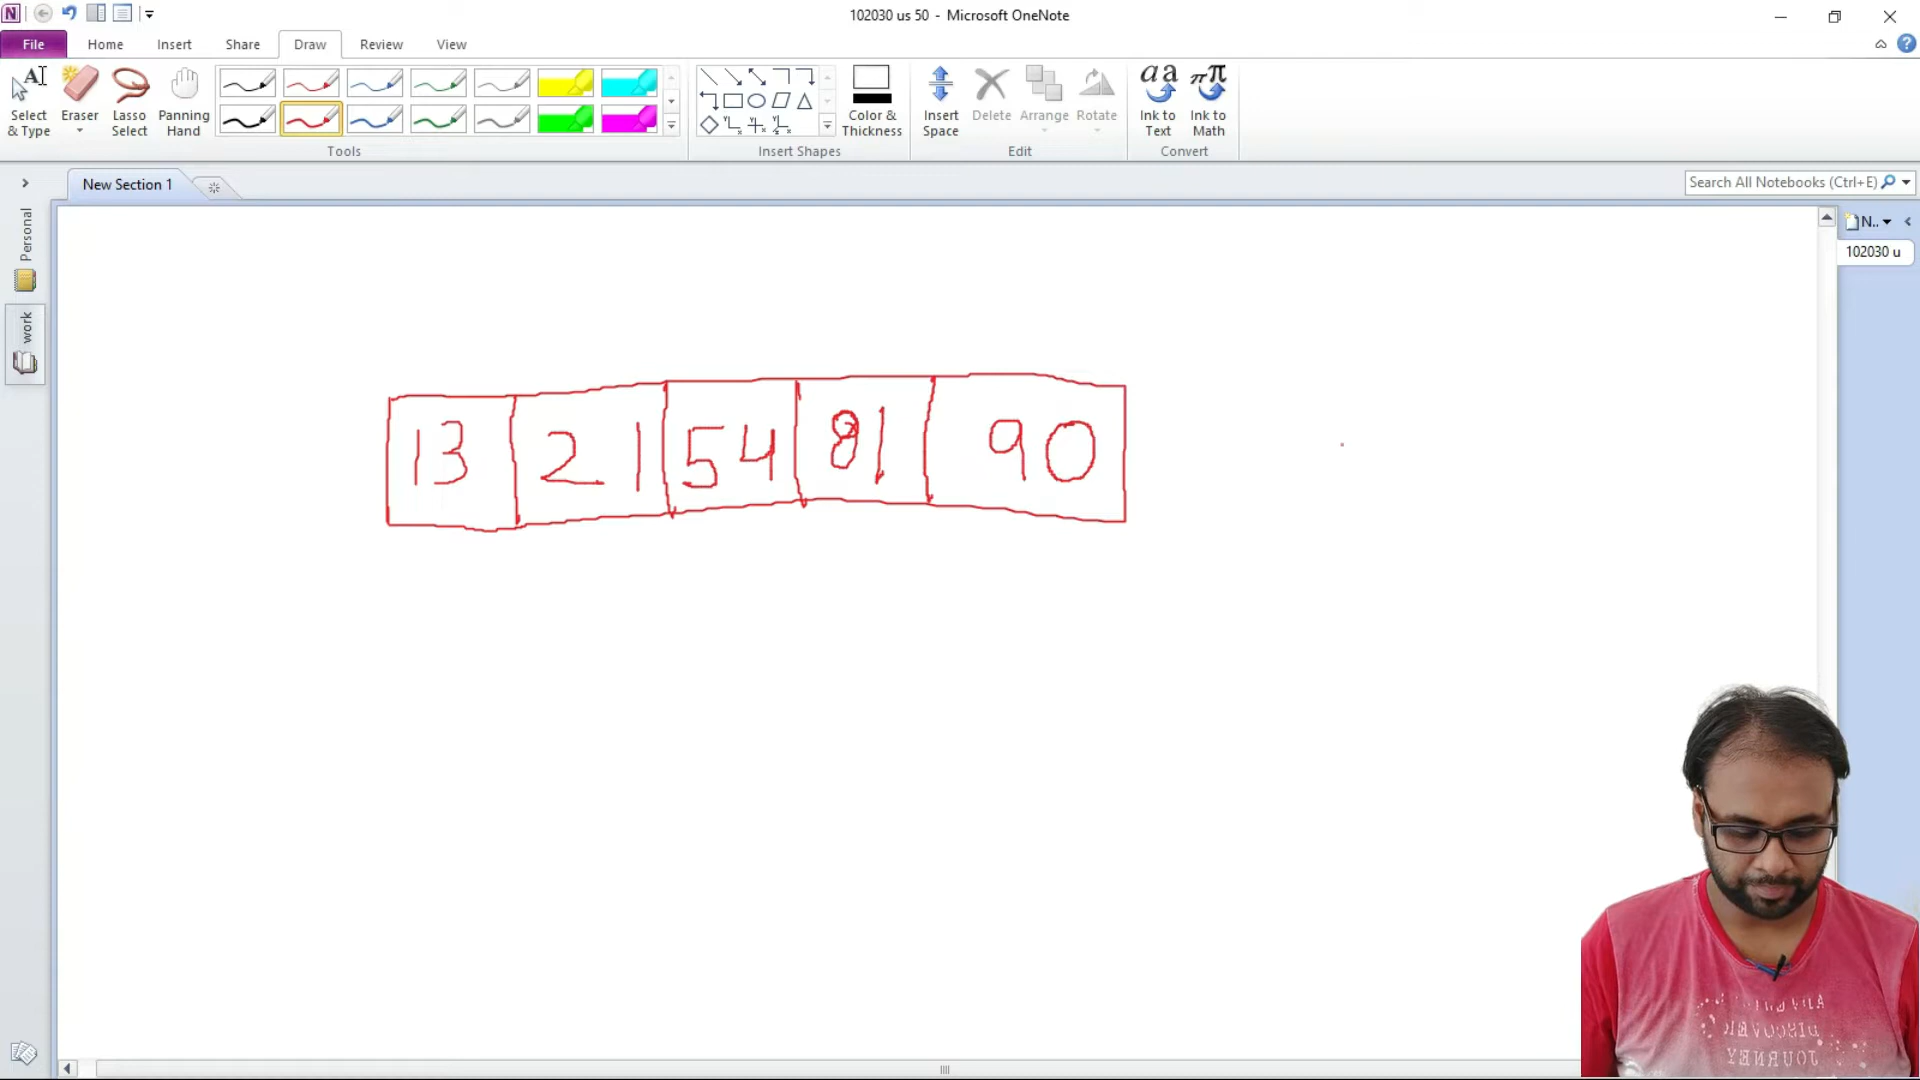 102030 us 50 - Microsoft OneNote
File Home Insert Share Draw Review View
Select & Type
Eraser
Lasso Select
Panning Hand
Color & Thickness
Insert Space
Delete
Arrange
Rotate
Ink to Text
Ink to Math
Tools
Insert Shapes
Edit
Convert
New Section 1
Search All Notebooks (Ctrl+E)
Personal
N..
102030 u
work
13 21 54 81 90
DISCOVER
JOURNEY